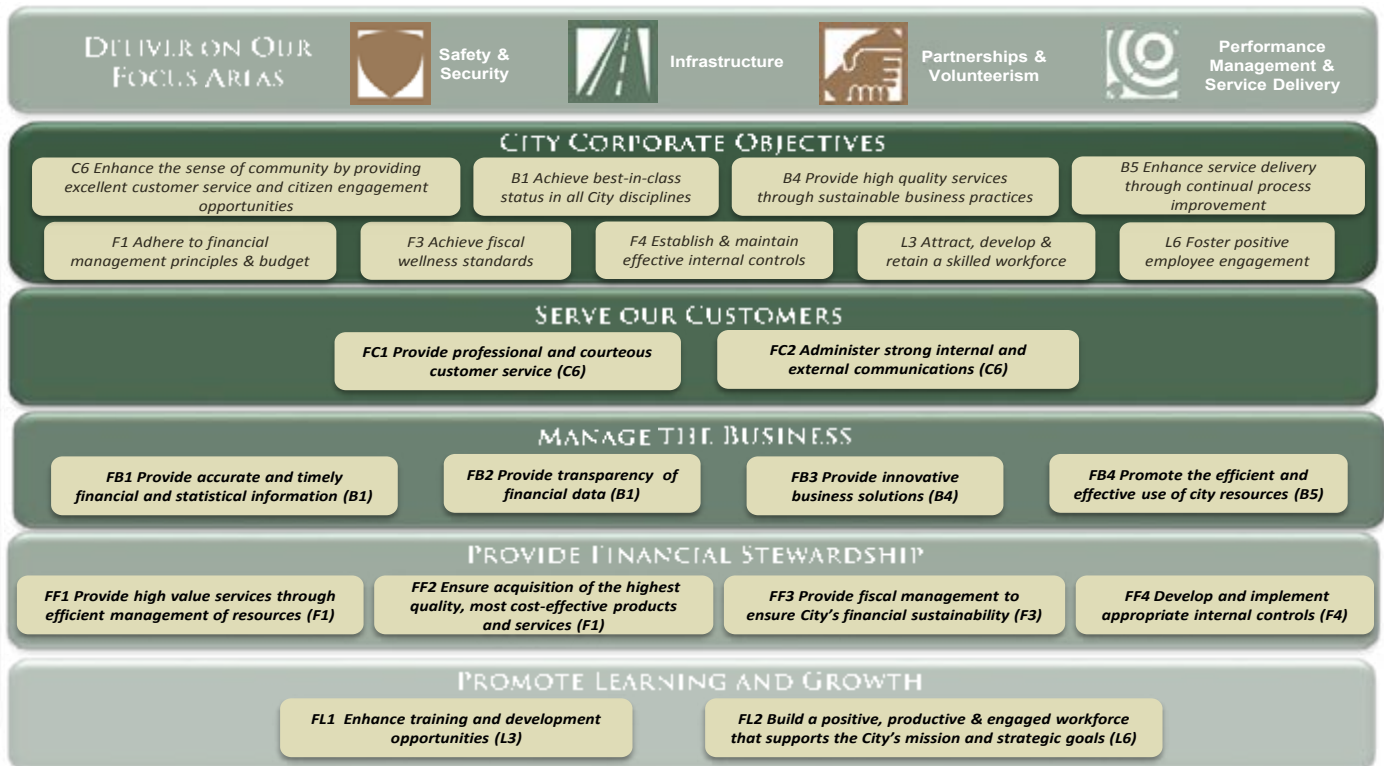 DELIVER ON OUR
FOCUS AREAS
Safety &
Security
Infrastructure
Partnerships &
Volunteerism
Performance
Management &
Service Delivery
CITY CORPORATE OBJECTIVES
C6 Enhance the sense of community by providing
excellent customer service and citizen engagement
opportunities
B1 Achieve best-in-class
status in all City disciplines
B4 Provide high quality services
through sustainable business practices
B5 Enhance service delivery
through continual process
improvement
F1 Adhere to financial
management principles & budget
F3 Achieve fiscal
wellness standards
F4 Establish & maintain
effective internal controls
L3 Attract, develop &
retain a skilled workforce
L6 Foster positive
employee engagement
SERVE OUR CUSTOMERS
FC1 Provide professional and courteous
customer service (C6)
FC2 Administer strong internal and
external communications (C6)
MANAGE THE BUSINESS
FB1 Provide accurate and timely
financial and statistical information (B1)
FB2 Provide transparency of
financial data (B1)
FB3 Provide innovative
business solutions (B4)
FB4 Promote the efficient and
effective use of city resources (B5)
PROVIDE FINANCIAL STEWARDSHIP
FF1 Provide high value services through
efficient management of resources (F1)
FF2 Ensure acquisition of the highest
quality, most cost-effective products
and services (F1)
FF3 Provide fiscal management to
ensure City's financial sustainability (F3)
FF4 Develop and implement
appropriate internal controls (F4)
PROMOTE LEARNING AND GROWTH
FL1 Enhance training and development
opportunities (L3)
FL2 Build a positive, productive & engaged workforce
that supports the City's mission and strategic goals (L6)